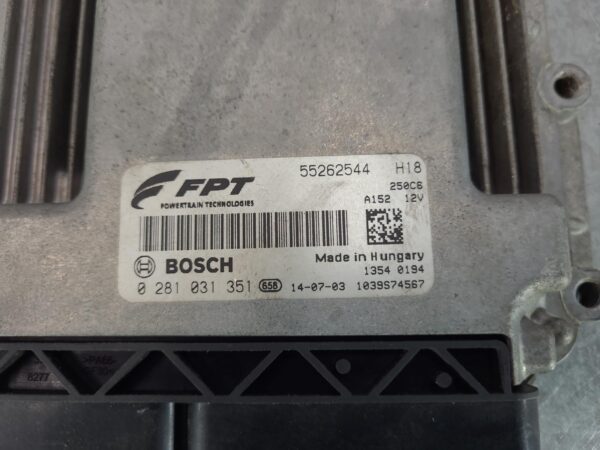 FPT
POWERTRAIN TECHNOLOGIES
55262544 H18
250C6
A152 12V
BOSCH
Made in Hungary
1354 0194
0 281 031 351 658 14-07-03 1039S74567
8277